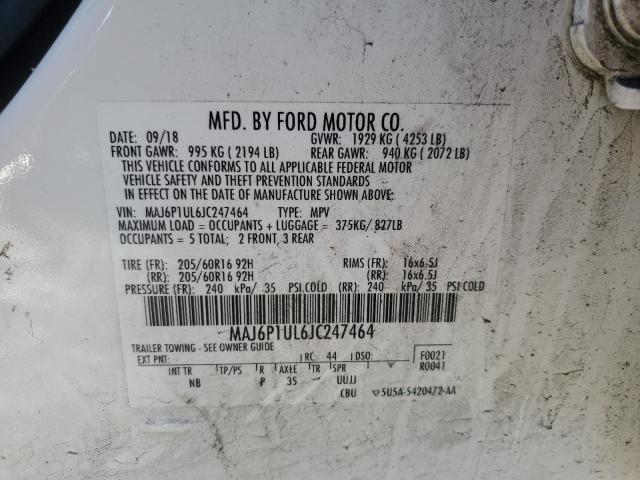 MFD. BY FORD MOTOR CO.
DATE: 09/18 GVWR: 1929 KG ( 4253 LB)
FRONT GAWR: 995 KG ( 2194 LB) REAR GAWR: 940 KG ( 2072 LB)
THIS VEHICLE CONFORMS TO ALL APPLICABLE FEDERAL MOTOR
VEHICLE SAFETY AND THEFT PREVENTION STANDARDS
IN EFFECT ON THE DATE OF MANUFACTURE SHOWN ABOVE.
VIN: MAJ6P1UL6JC247464 TYPE: MPV
MAXIMUM LOAD = OCCUPANTS + LUGGAGE = 375KG/ 827LB
OCCUPANTS = 5 TOTAL; 2 FRONT, 3 REAR
TIRE (FR): 205/60R16 92H RIMS (FR): 16x6.5J
(RR): 205/60R16 92H (RR): 16x6.5J
PRESSURE (FR): 240 kPa/ 35 PSI.COLD (RR): 240 kPa/ 35 PSI.COLD
MAJ6P1UL6JC247464
TRAILER TOWING - SEE OWNER GUIDE
EXT PNT: RC: 44 DSO: F0021
R0041
INT TR TP/PS R AXLE TR SPR
NB P 35 UUJJ
CBU 5U5A-5420472-AA